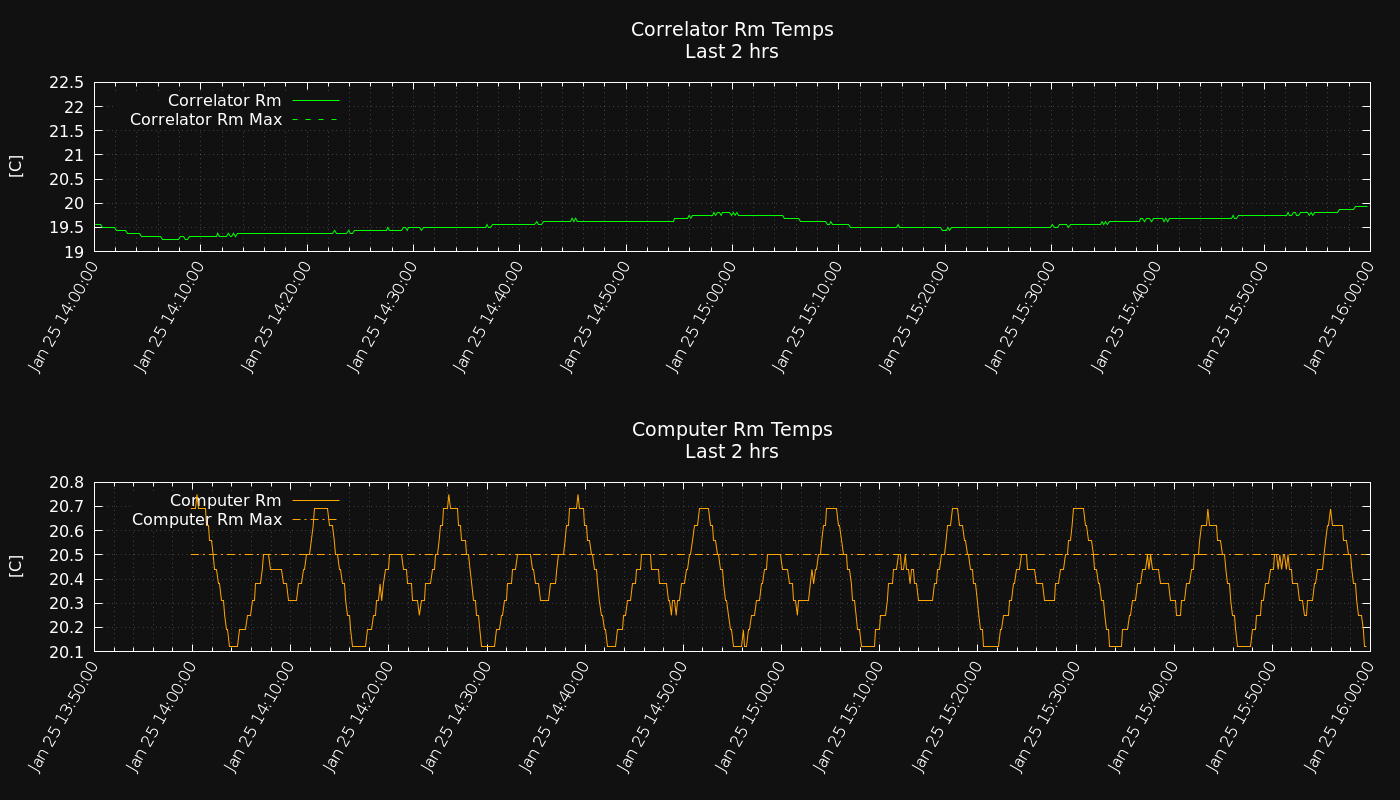 Correlator Rm Temps
Last 2 hrs
22.5
22
21.5
21
20.5
20
19.5
19
[C]
Correlator Rm
Correlator Rm Max
Jan 25 14:00:00
Jan 25 14:10:00
Jan 25 14:20:00
Jan 25 14:30:00
Jan 25 14:40:00
Jan 25 14:50:00
Jan 25 15:00:00
Jan 25 15:10:00
Jan 25 15:20:00
Jan 25 15:30:00
Jan 25 15:40:00
Jan 25 15:50:00
Jan 25 16:00:00
Computer Rm Temps
Last 2 hrs
20.8
20.7
20.6
20.5
20.4
20.3
20.2
20.1
[C]
Computer Rm
Computer Rm Max
Jan 25 13:50:00
Jan 25 14:00:00
Jan 25 14:10:00
Jan 25 14:20:00
Jan 25 14:30:00
Jan 25 14:40:00
Jan 25 14:50:00
Jan 25 15:00:00
Jan 25 15:10:00
Jan 25 15:20:00
Jan 25 15:30:00
Jan 25 15:40:00
Jan 25 15:50:00
Jan 25 16:00:00